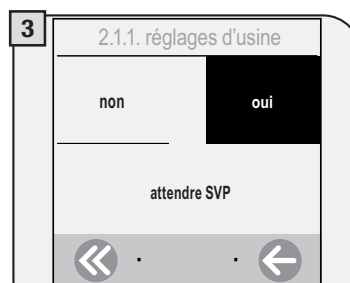 3
2.1.1. réglages d'usine
non oui
attendre SVP